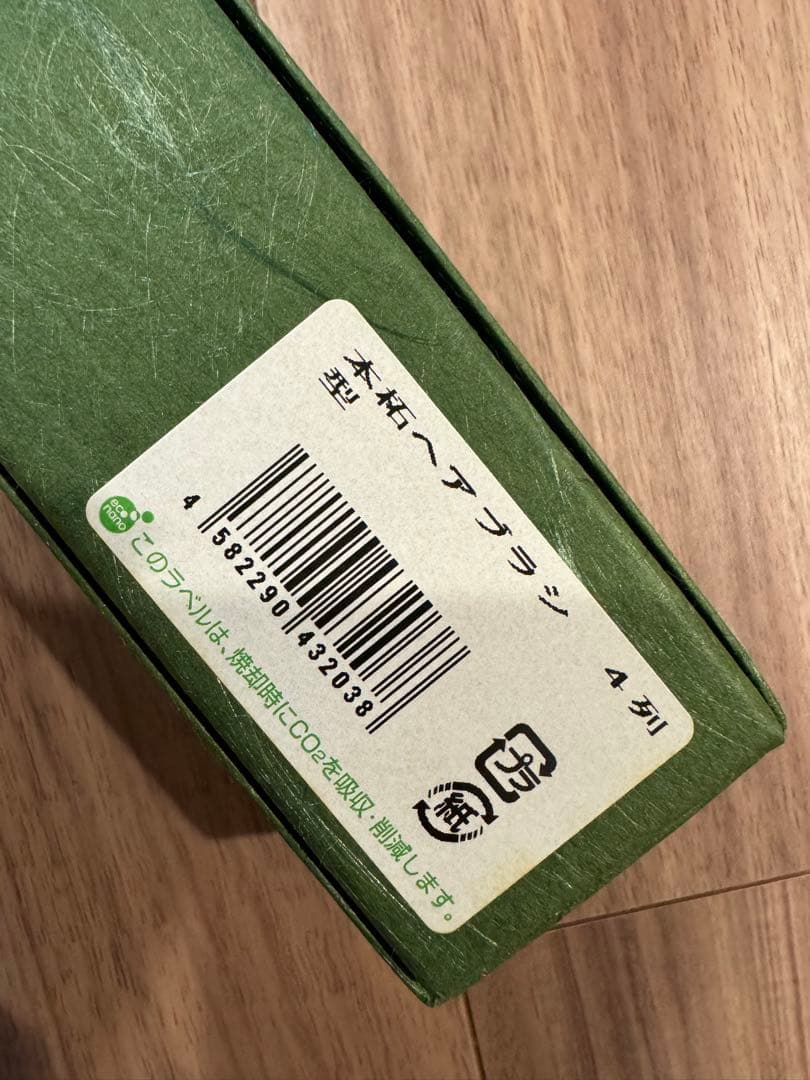 本柘ヘアブラシ 4列
型
4 582290 432038
プラ
紙
eco nano
このラベルは、焼却時にCO2を吸収・削減します。